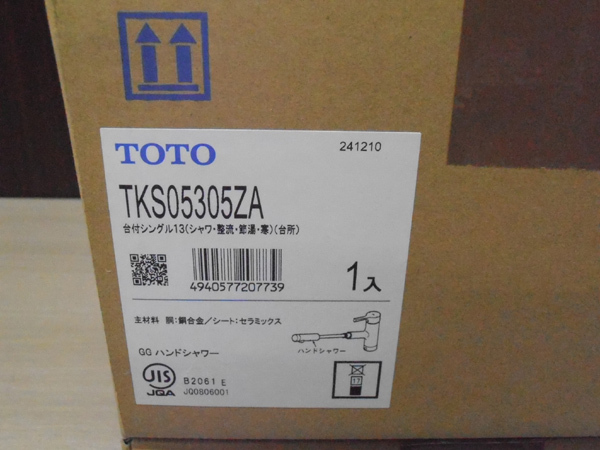 TOTO
241210
TKS05305ZA
台付シングル13(シャワ・整流・節湯・寒)(台所)
4940577207739
1入
主材料 胴:銅合金/シート:セラミックス
ハンドシャワー
GG ハンドシャワー
JIS
JQA
B2061 E
JQ0806001